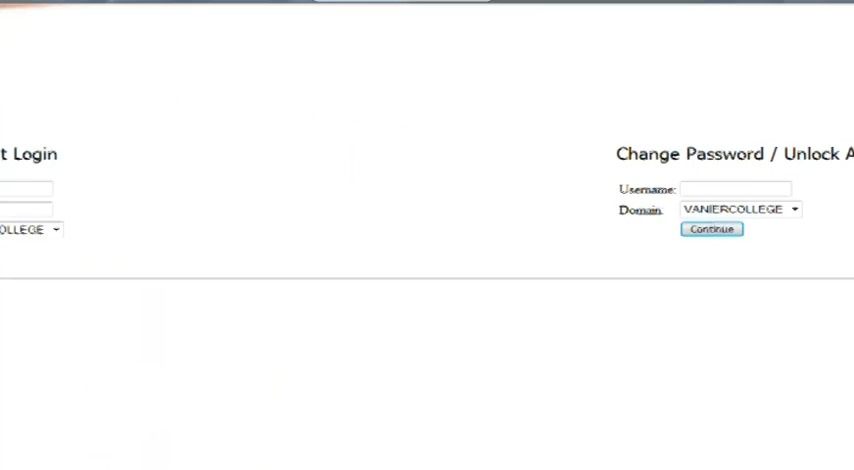 t Login
OLLEGE
Change Password / Unlock A
Username:
Domain
VANIERCOLLEGE
Continue